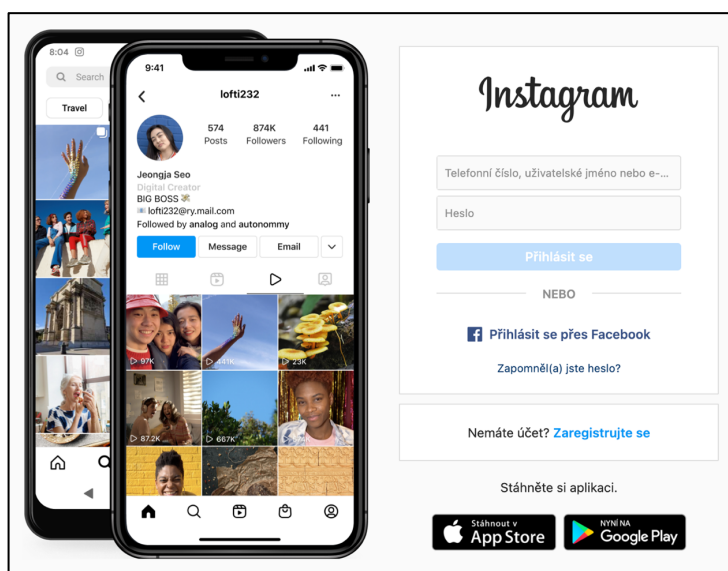 8:04
Search
Travel
9:41
lofti232
...
574 874K 441
Posts Followers Following
Jeongja Seo
Digital Creator
BIG BOSS
lofti232@ry.mail.com
Followed by analog and autonommy
Follow Message Email
97K 441K 23K
87.2K 667K
Instagram
Telefonní číslo, uživatelské jméno nebo e-...
Heslo
Přihlásit se
NEBO
Přihlásit se přes Facebook
Zapomněl(a) jste heslo?
Nemáte účet? Zaregistrujte se
Stáhněte si aplikaci.
Stáhnout v
App Store
NYNÍ NA
Google Play